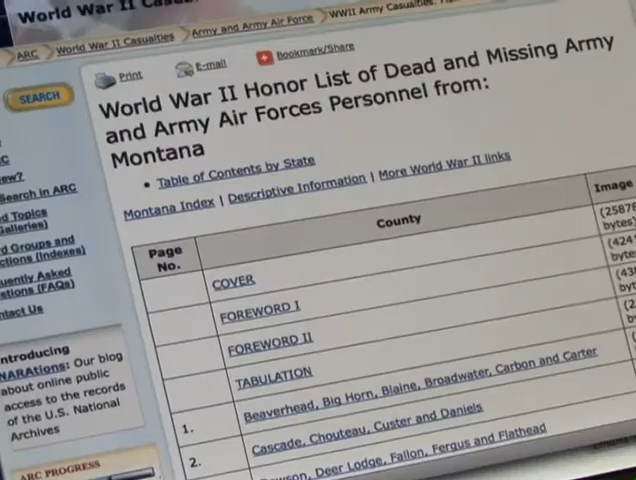 World War II
ARC World War II Casualties Army and Army Air Force WWII Army Casualties:
Print E-mail Bookmark/Share
SEARCH
World War II Honor List of Dead and Missing Army
and Army Air Forces Personnel from:
Montana
Table of Contents by State
Montana Index | Descriptive Information | More World War II links
Search in ARC
Topics
Groups and
(Indexes)
Asked
(FAQs)
Us
Page
No.
County
Image
bytes)
COVER
FOREWORD I
FOREWORD II
TABULATION
1. Beaverhead, Big Horn, Blaine, Broadwater, Carbon and Carter
2. Cascade, Chouteau, Custer and Daniels
Deer Lodge, Fallon, Fergus and Flathead
NARAtions: Our blog
about online public
access to the records
of the U.S. National
Archives
ARC PROGRESS